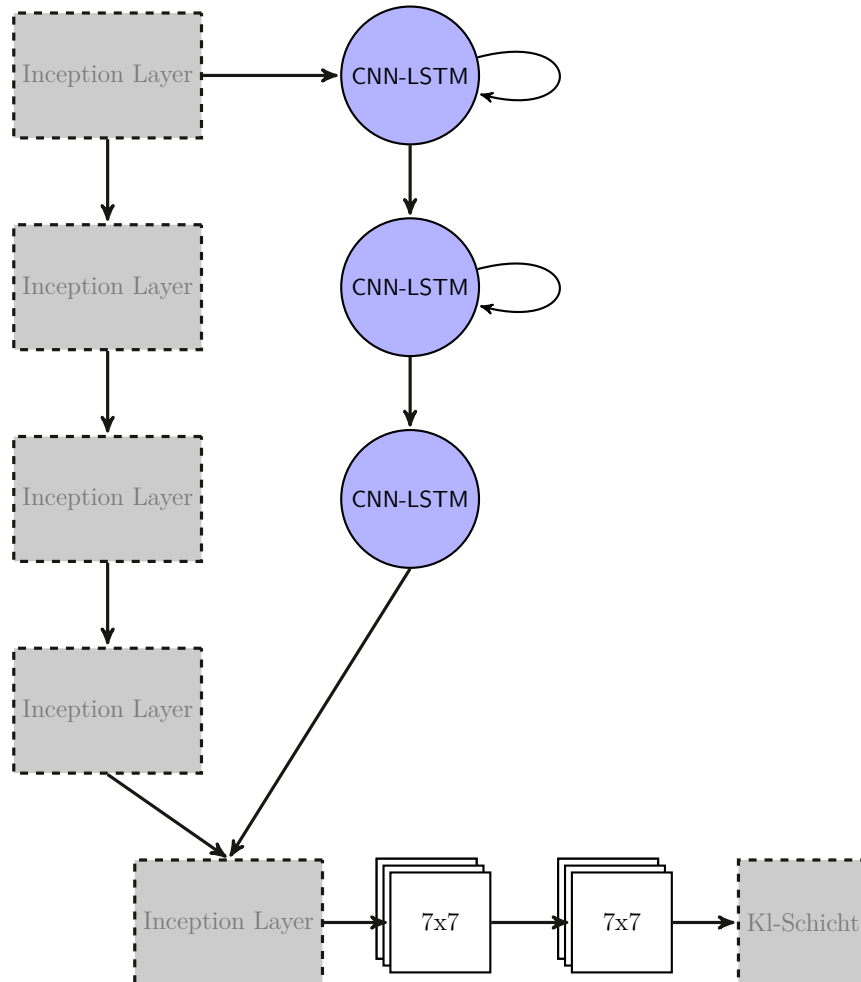 Inception Layer
CNN-LSTM
Inception Layer
CNN-LSTM
Inception Layer
CNN-LSTM
Inception Layer
Inception Layer
7x7
7x7
Kl-Schicht